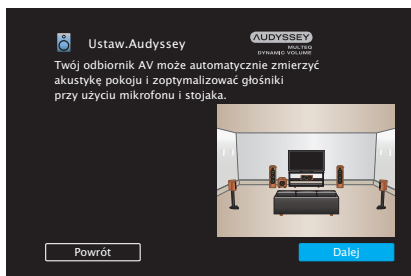 Ustaw.Audyssey
AUDYSSEY
MULTEQ
DYNAMIC VOLUME
Twój odbiornik AV może automatycznie zmierzyć
akustykę pokoju i zoptymalizować głośniki
przy użyciu mikrofonu i stojaka.
Powrót
Dalej